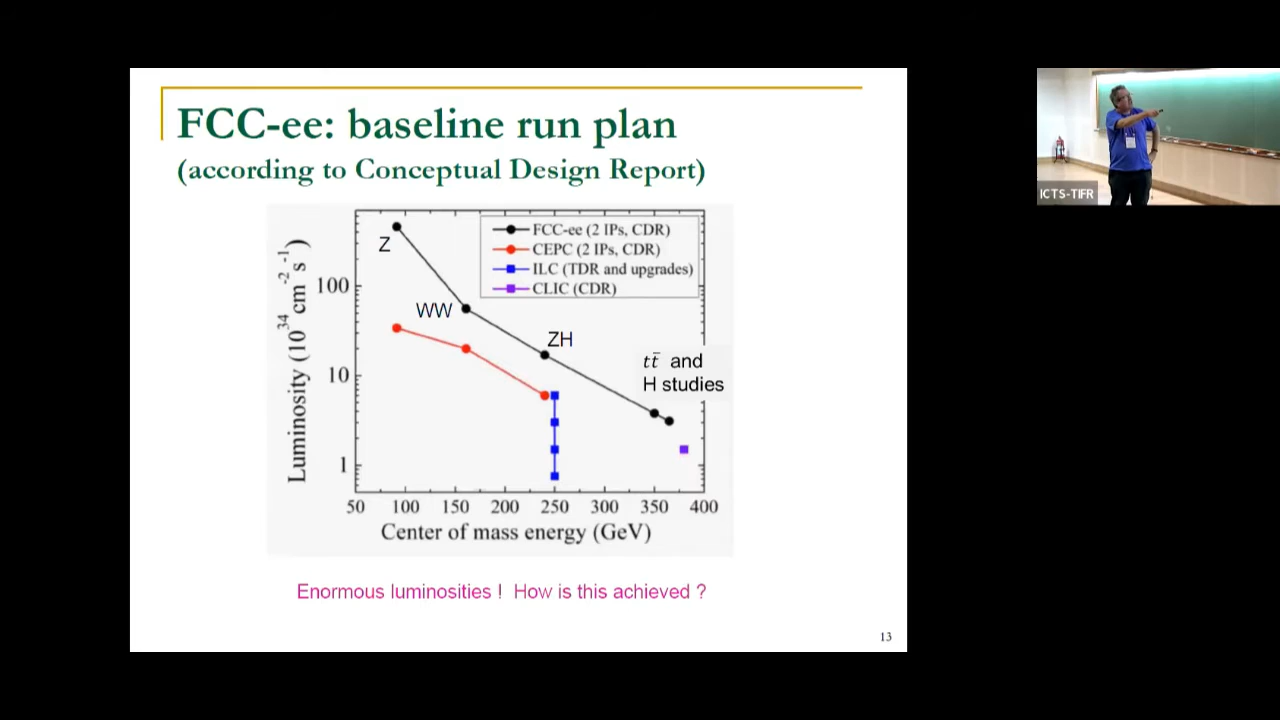 FCC-ee: baseline run plan
(according to Conceptual Design Report)
FCC-ee (2 IPs, CDR)
CEPC (2 IPs, CDR)
ILC (TDR and upgrades)
CLIC (CDR)
Z
WW
ZH
tt̄ and
H studies
Luminosity (10³⁴ cm⁻² s⁻¹)
100
10
1
50 100 150 200 250 300 350 400
Center of mass energy (GeV)
Enormous luminosities ! How is this achieved ?
13
ICTS-TIFR